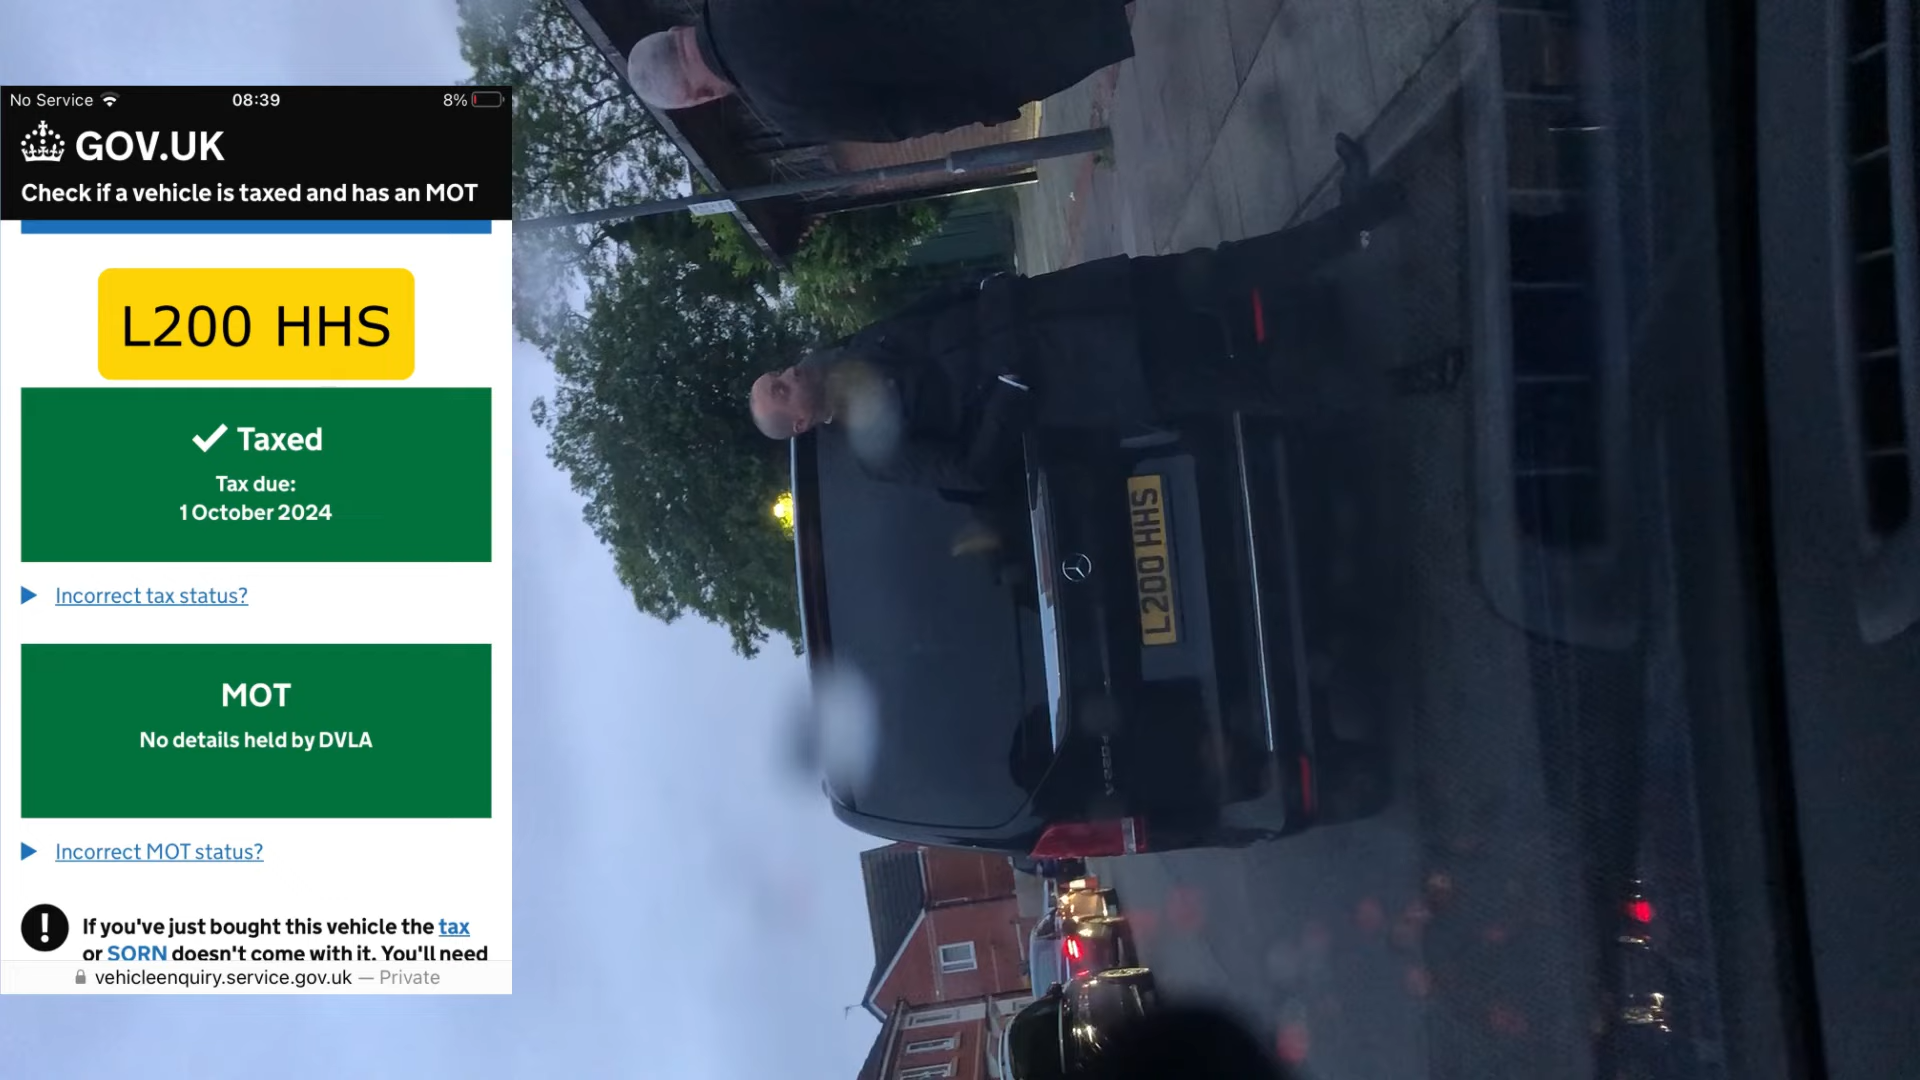 No Service
08:39
8%
GOV.UK
Check if a vehicle is taxed and has an MOT
L200 HHS
Taxed
Tax due:
1 October 2024
Incorrect tax status?
MOT
No details held by DVLA
Incorrect MOT status?
If you've just bought this vehicle the tax
or SORN doesn't come with it. You'll need
vehicleenquiry.service.gov.uk — Private
L200 HHS